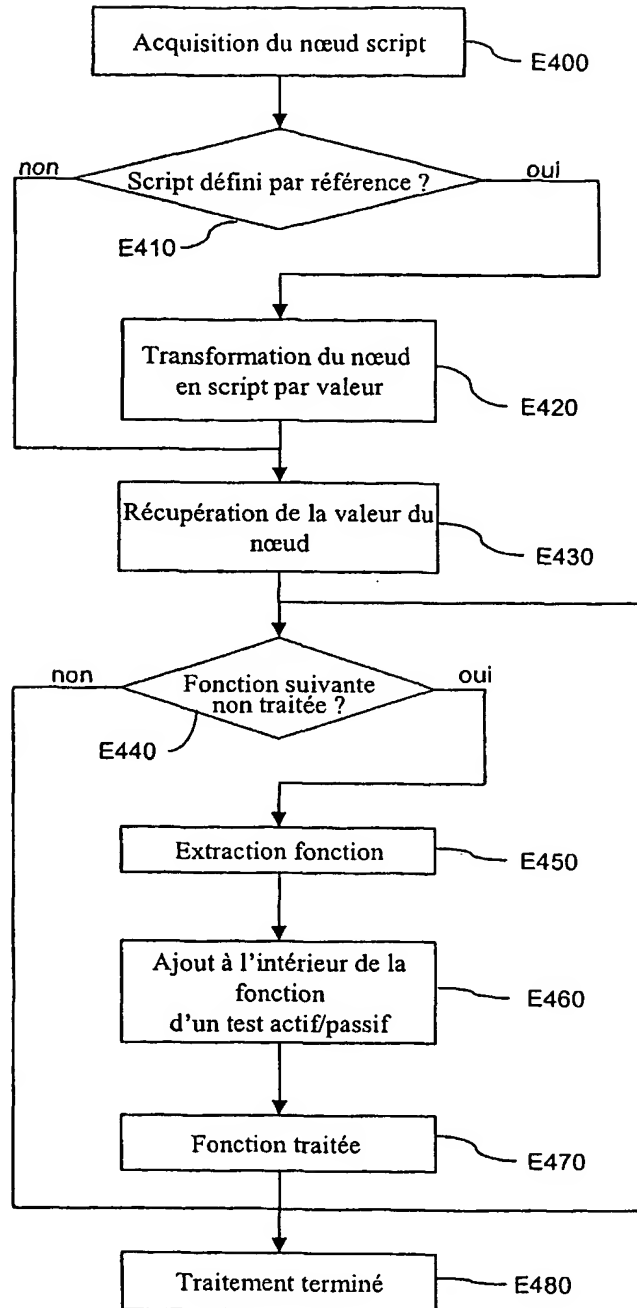 Acquisition du nœud script
E400
non
oui
Script défini par référence ?
E410
Transformation du nœud
en script par valeur
E420
Récupération de la valeur du
nœud
E430
non
oui
Fonction suivante
non traitée ?
E440
Extraction fonction
E450
Ajout à l'intérieur de la
fonction
d'un test actif/passif
E460
Fonction traitée
E470
Traitement terminé
E480